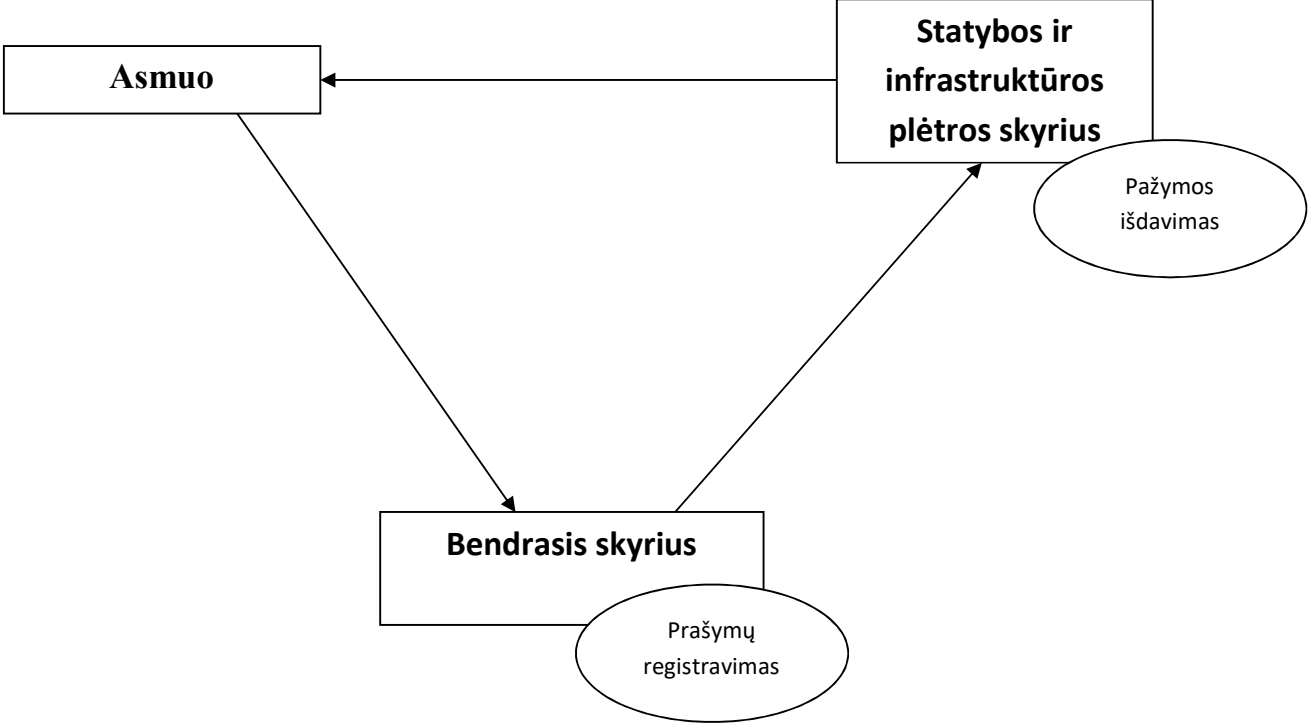 Statybos ir
infrastruktūros
plėtros skyrius
Asmuo
Pažymos
išdavimas
Bendrasis skyrius
Prašymų
registravimas